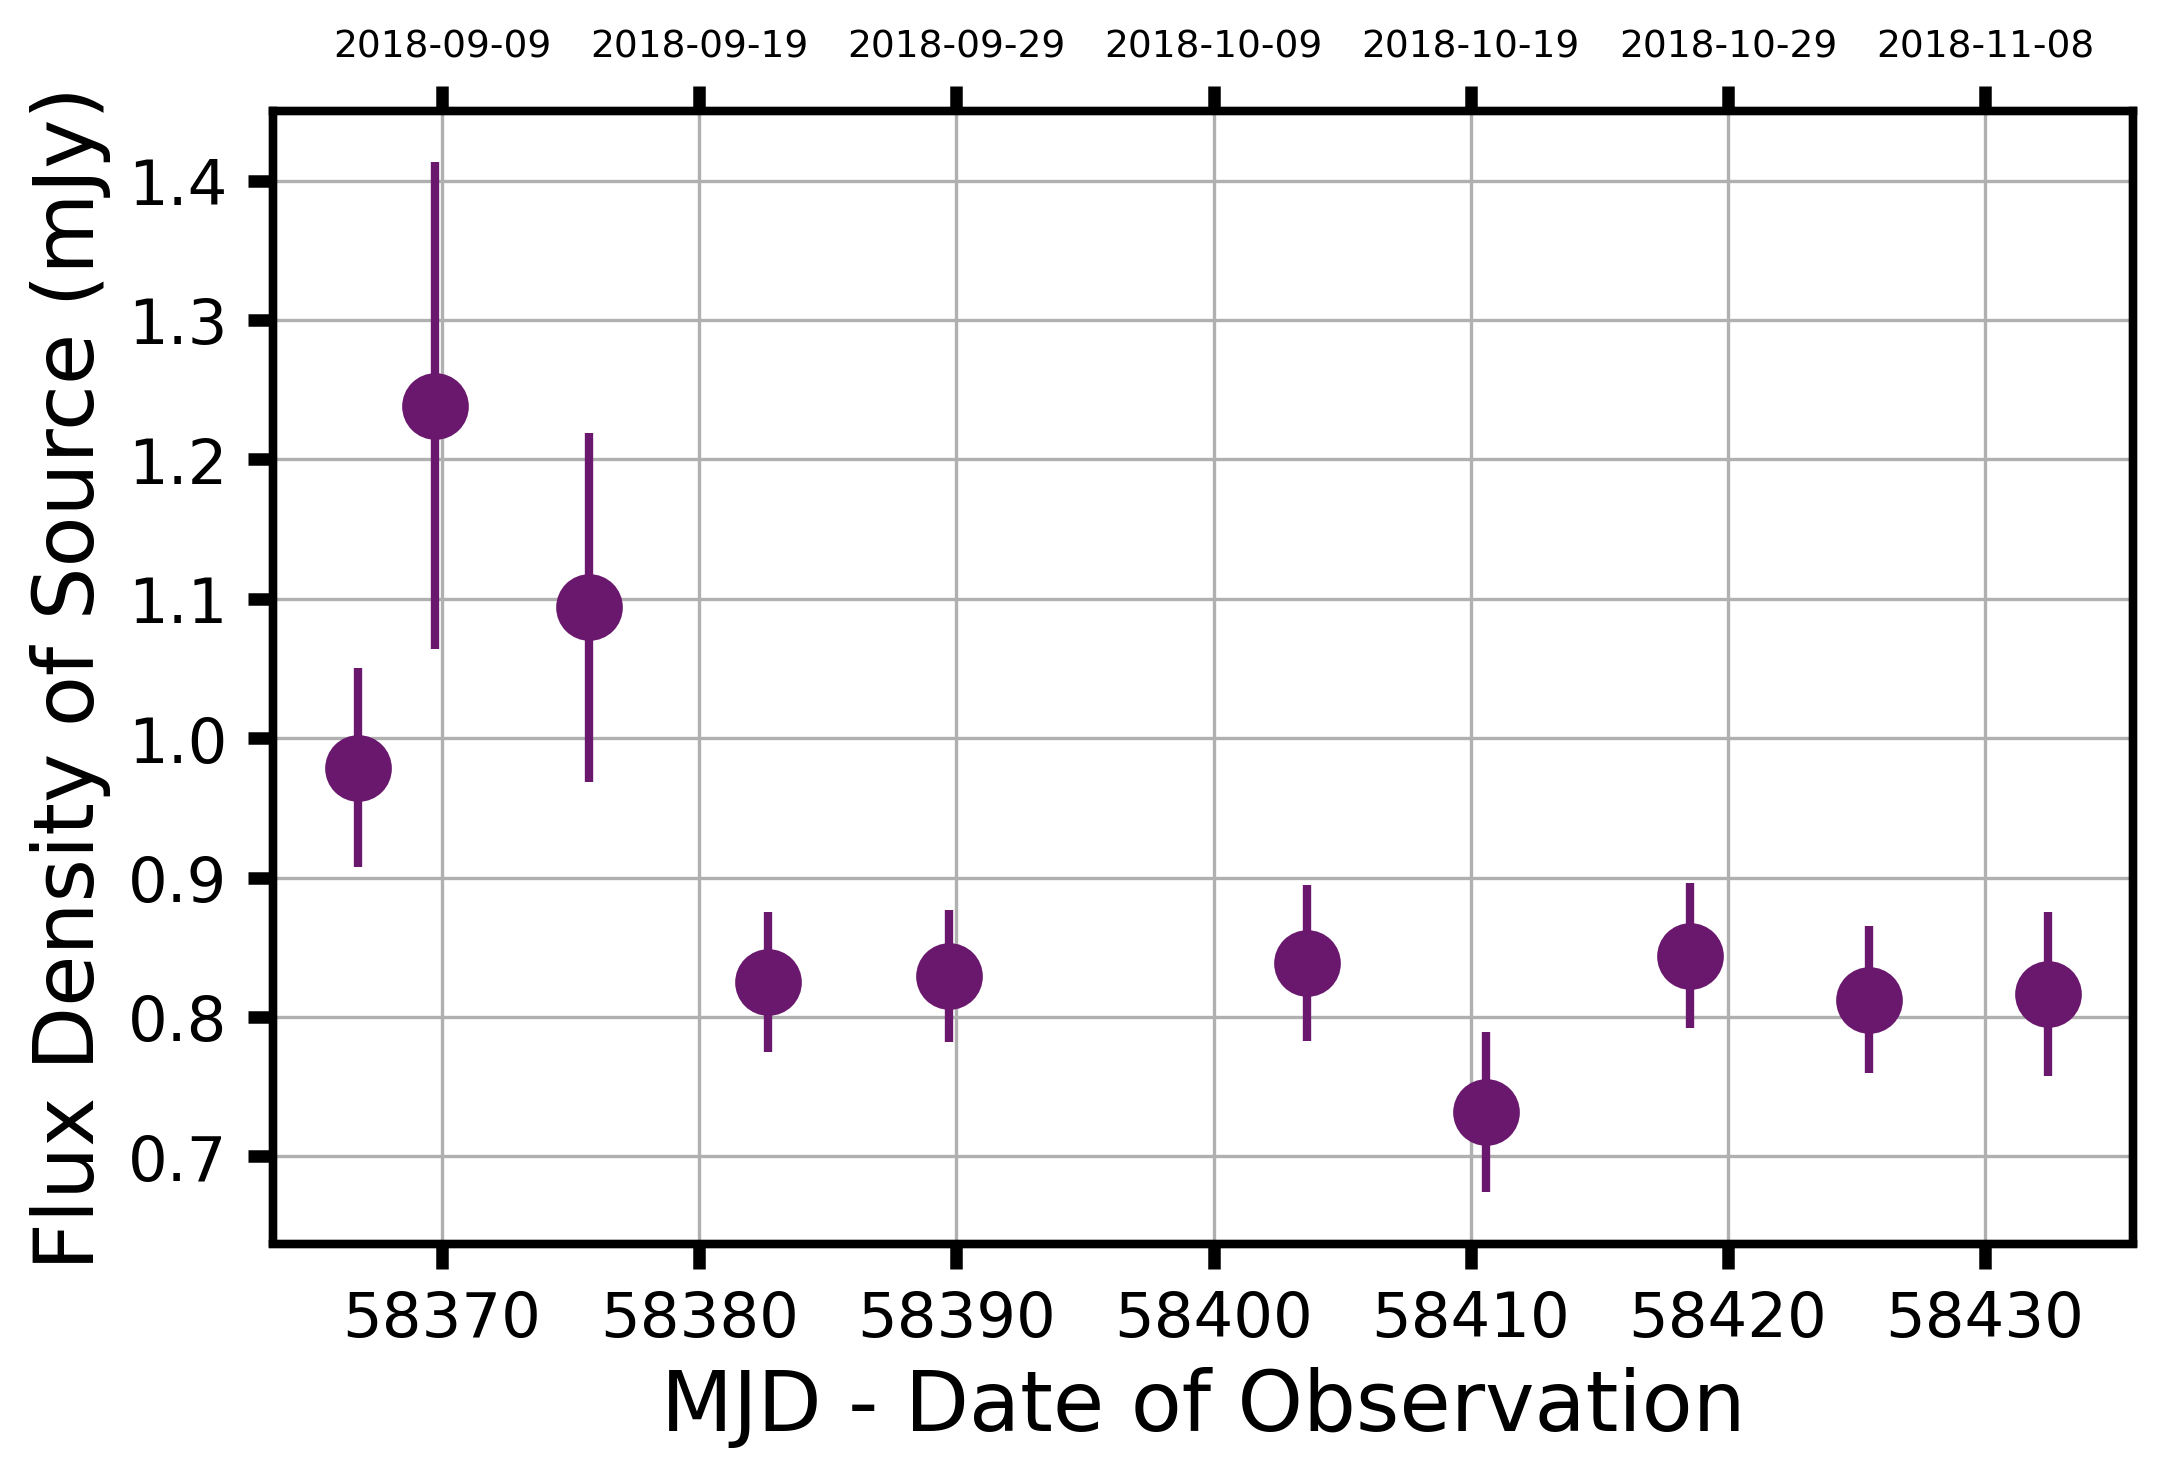 2018-09-09 2018-09-19 2018-09-29 2018-10-09 2018-10-19 2018-10-29 2018-11-08
Flux Density of Source (mJy)
1.4
1.3
1.2
1.1
1.0
0.9
0.8
0.7
58370 58380 58390 58400 58410 58420 58430
MJD - Date of Observation